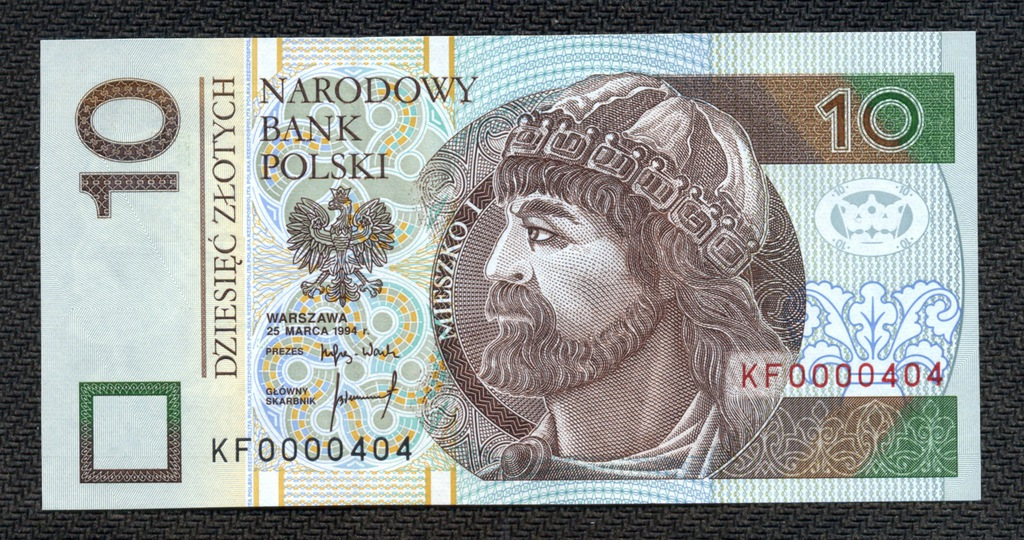 10
DZIESIĘĆ ZŁOTYCH
NARODOWY
BANK
POLSKI
WARSZAWA
25 MARCA 1994 r.
PREZES
GŁÓWNY
SKARBNIK
KF0000404
MIESZKO I
10
KF0000404